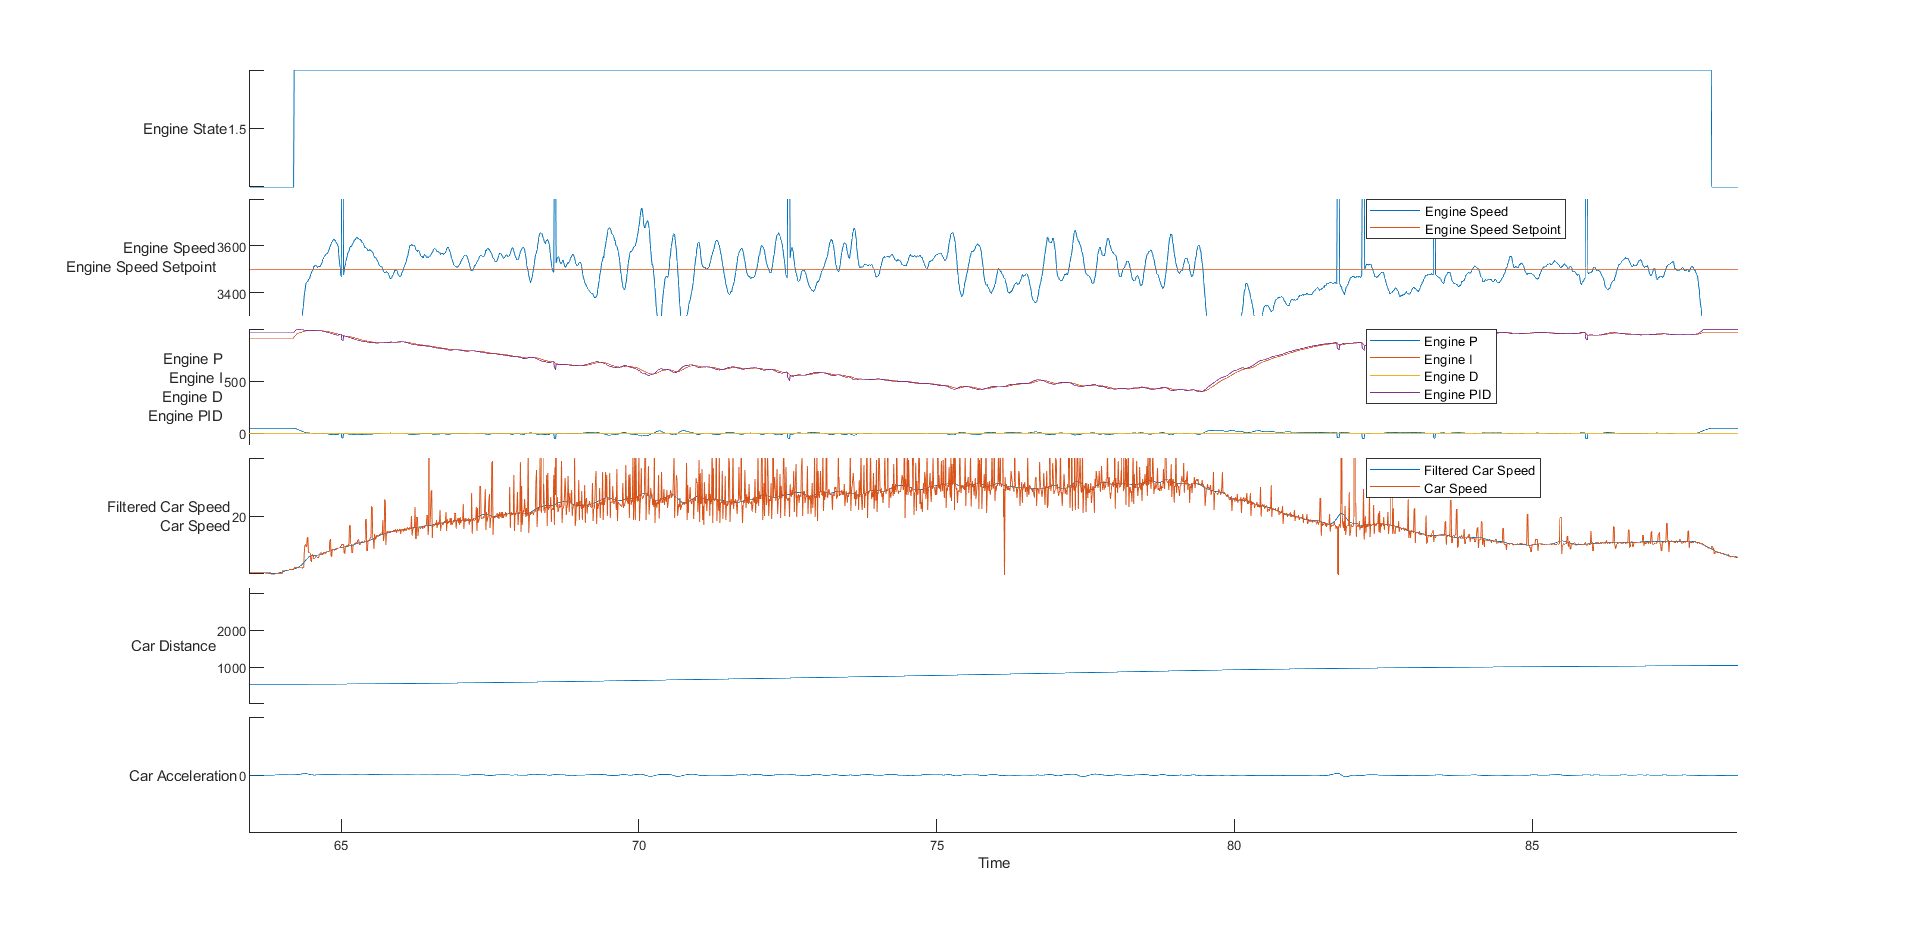 Engine State
1.5
Engine Speed
Engine Speed Setpoint
3600
3400
Engine Speed
Engine Speed Setpoint
Engine P
Engine I
Engine D
Engine PID
500
0
Engine P
Engine I
Engine D
Engine PID
Filtered Car Speed
Car Speed
20
Filtered Car Speed
Car Speed
Car Distance
2000
1000
Car Acceleration
0
65 70 75 80 85
Time